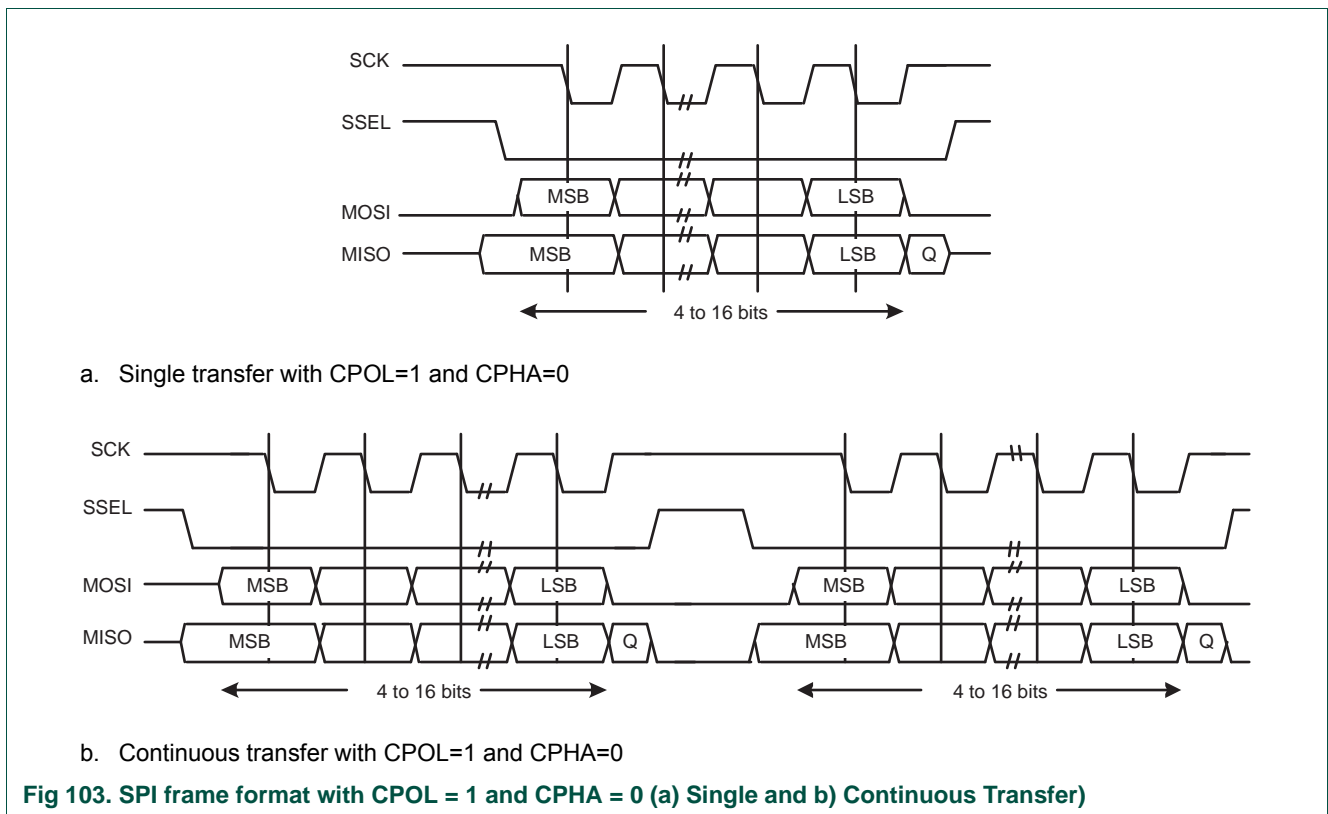 SCK
SSEL
MSB LSB
MOSI
MISO MSB LSB Q
4 to 16 bits
a. Single transfer with CPOL=1 and CPHA=0
SCK
SSEL
MOSI MSB LSB MSB LSB
MISO MSB LSB Q MSB LSB Q
4 to 16 bits 4 to 16 bits
b. Continuous transfer with CPOL=1 and CPHA=0
Fig 103. SPI frame format with CPOL = 1 and CPHA = 0 (a) Single and b) Continuous Transfer)